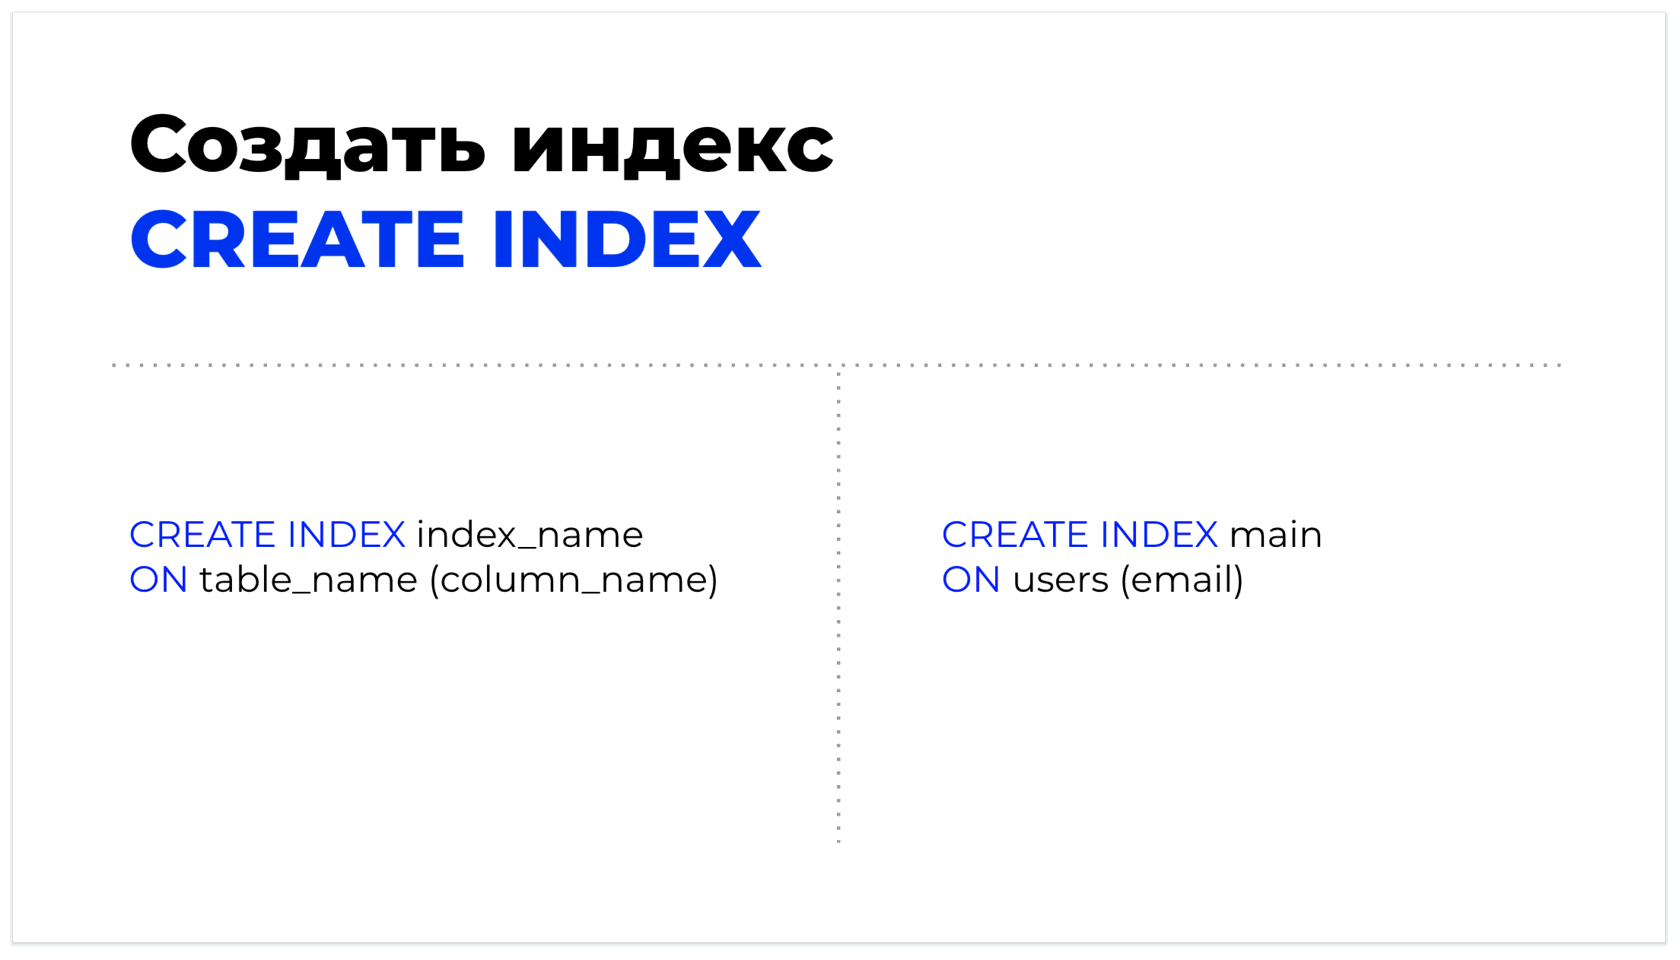 Создать индекс
CREATE INDEX
CREATE INDEX index_name
ON table_name (column_name)
CREATE INDEX main
ON users (email)